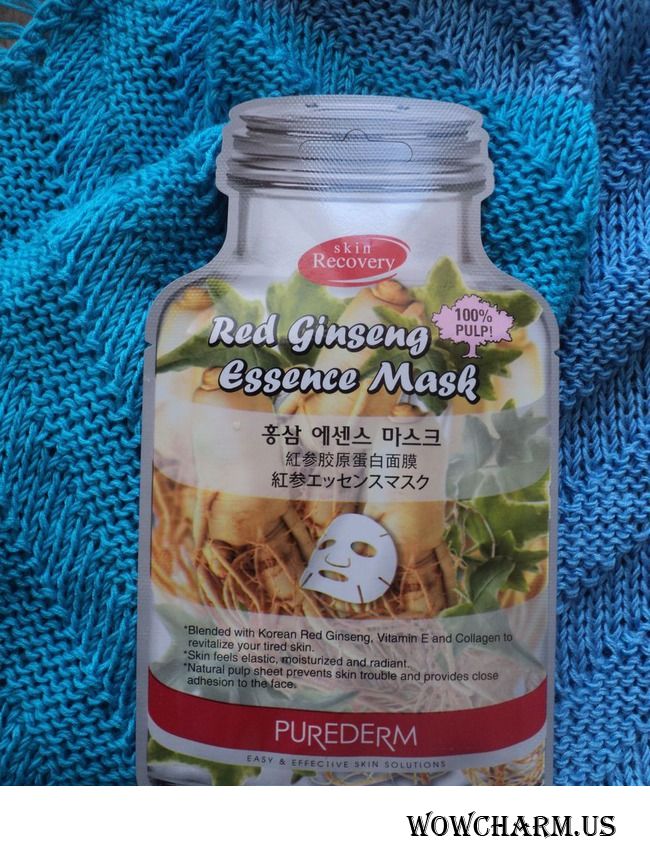 skin
Recovery
100%
PULP!
Red Ginseng
Essence Mask
홍삼 에센스 마스크
紅参胶原蛋白面膜
紅参エッセンスマスク
*Blended with Korean Red Ginseng, Vitamin E and Collagen to
revitalize your tired skin.
*Skin feels elastic, moisturized and radiant.
*Natural pulp sheet prevents skin trouble and provides close
adhesion to the face.
PUREDERM
EASY & EFFECTIVE SKIN SOLUTIONS
WOWCHARM.US